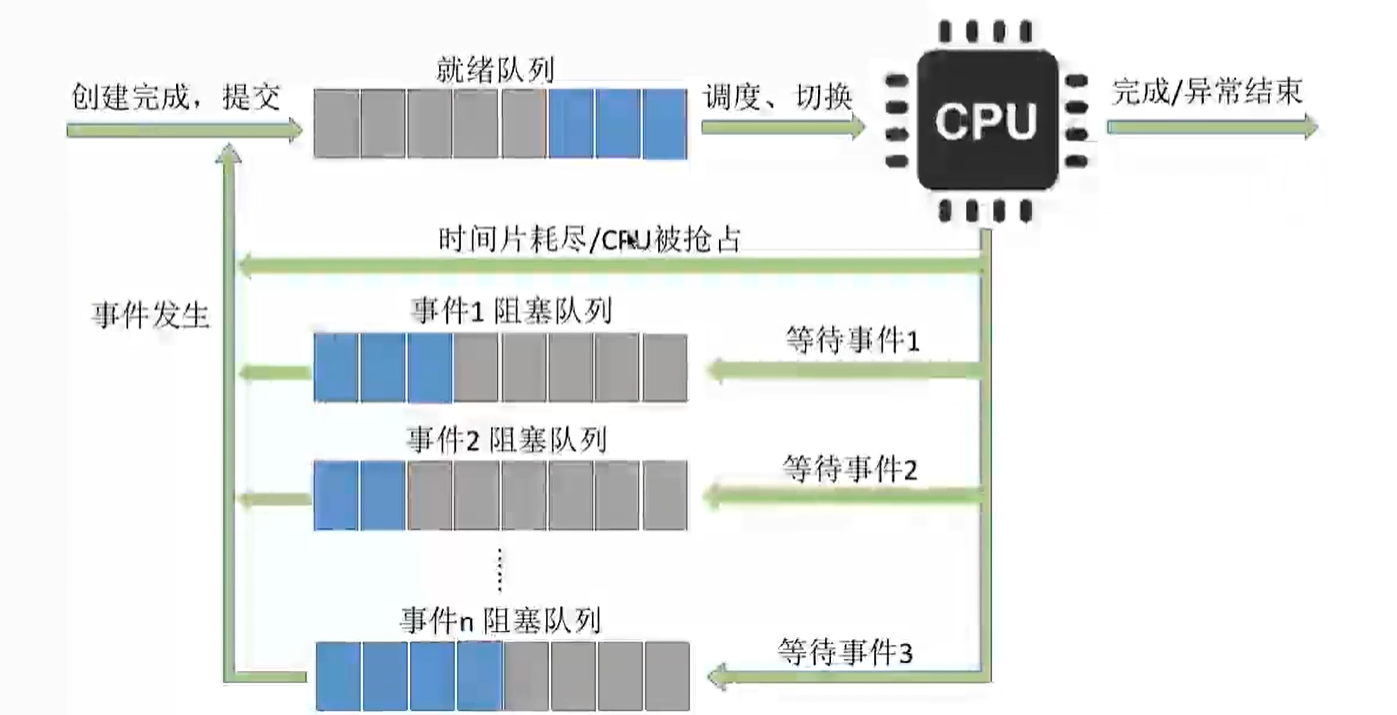 就绪队列
创建完成，提交
调度、切换
CPU
完成/异常结束
时间片耗尽/CPU被抢占
事件发生
事件1 阻塞队列
等待事件1
事件2 阻塞队列
等待事件2
事件n 阻塞队列
等待事件3